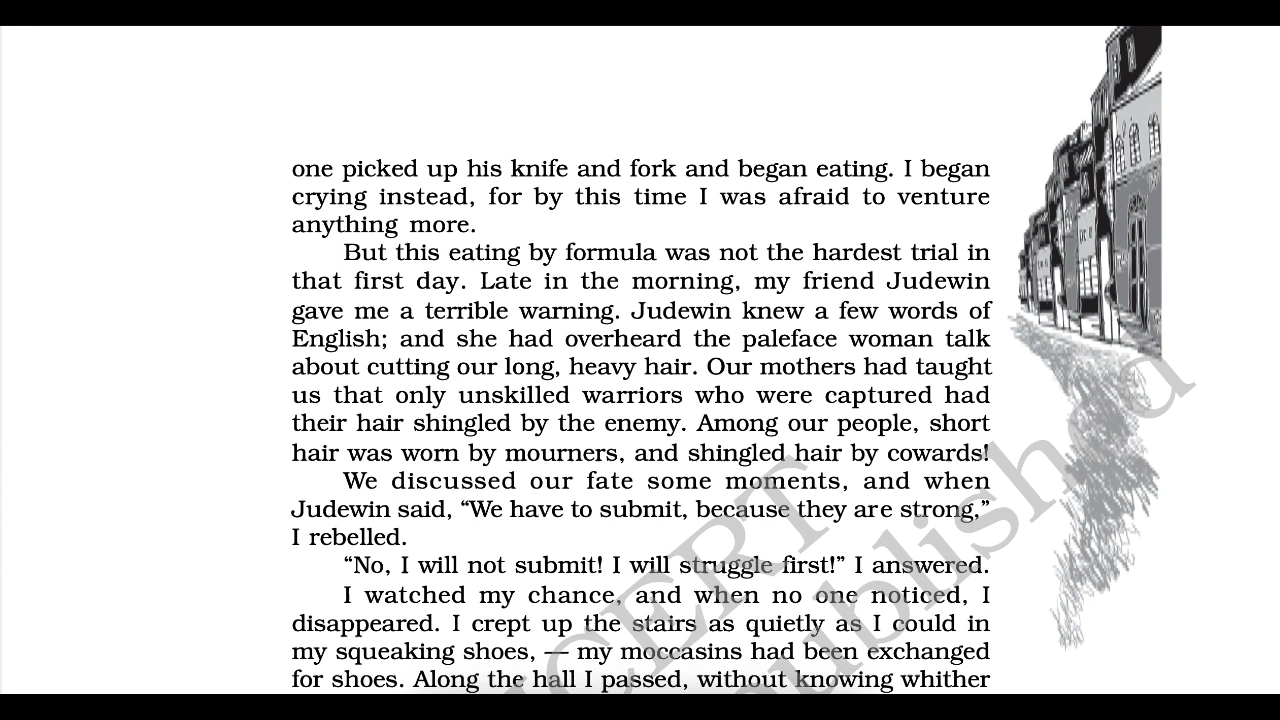 one picked up his knife and fork and began eating. I began
crying instead, for by this time I was afraid to venture
anything more.
But this eating by formula was not the hardest trial in
that first day. Late in the morning, my friend Judewin
gave me a terrible warning. Judewin knew a few words of
English; and she had overheard the paleface woman talk
about cutting our long, heavy hair. Our mothers had taught
us that only unskilled warriors who were captured had
their hair shingled by the enemy. Among our people, short
hair was worn by mourners, and shingled hair by cowards!
We discussed our fate some moments, and when
Judewin said, “We have to submit, because they are strong,”
I rebelled.
“No, I will not submit! I will struggle first!” I answered.
I watched my chance, and when no one noticed, I
disappeared. I crept up the stairs as quietly as I could in
my squeaking shoes, — my moccasins had been exchanged
for shoes. Along the hall I passed, without knowing whither